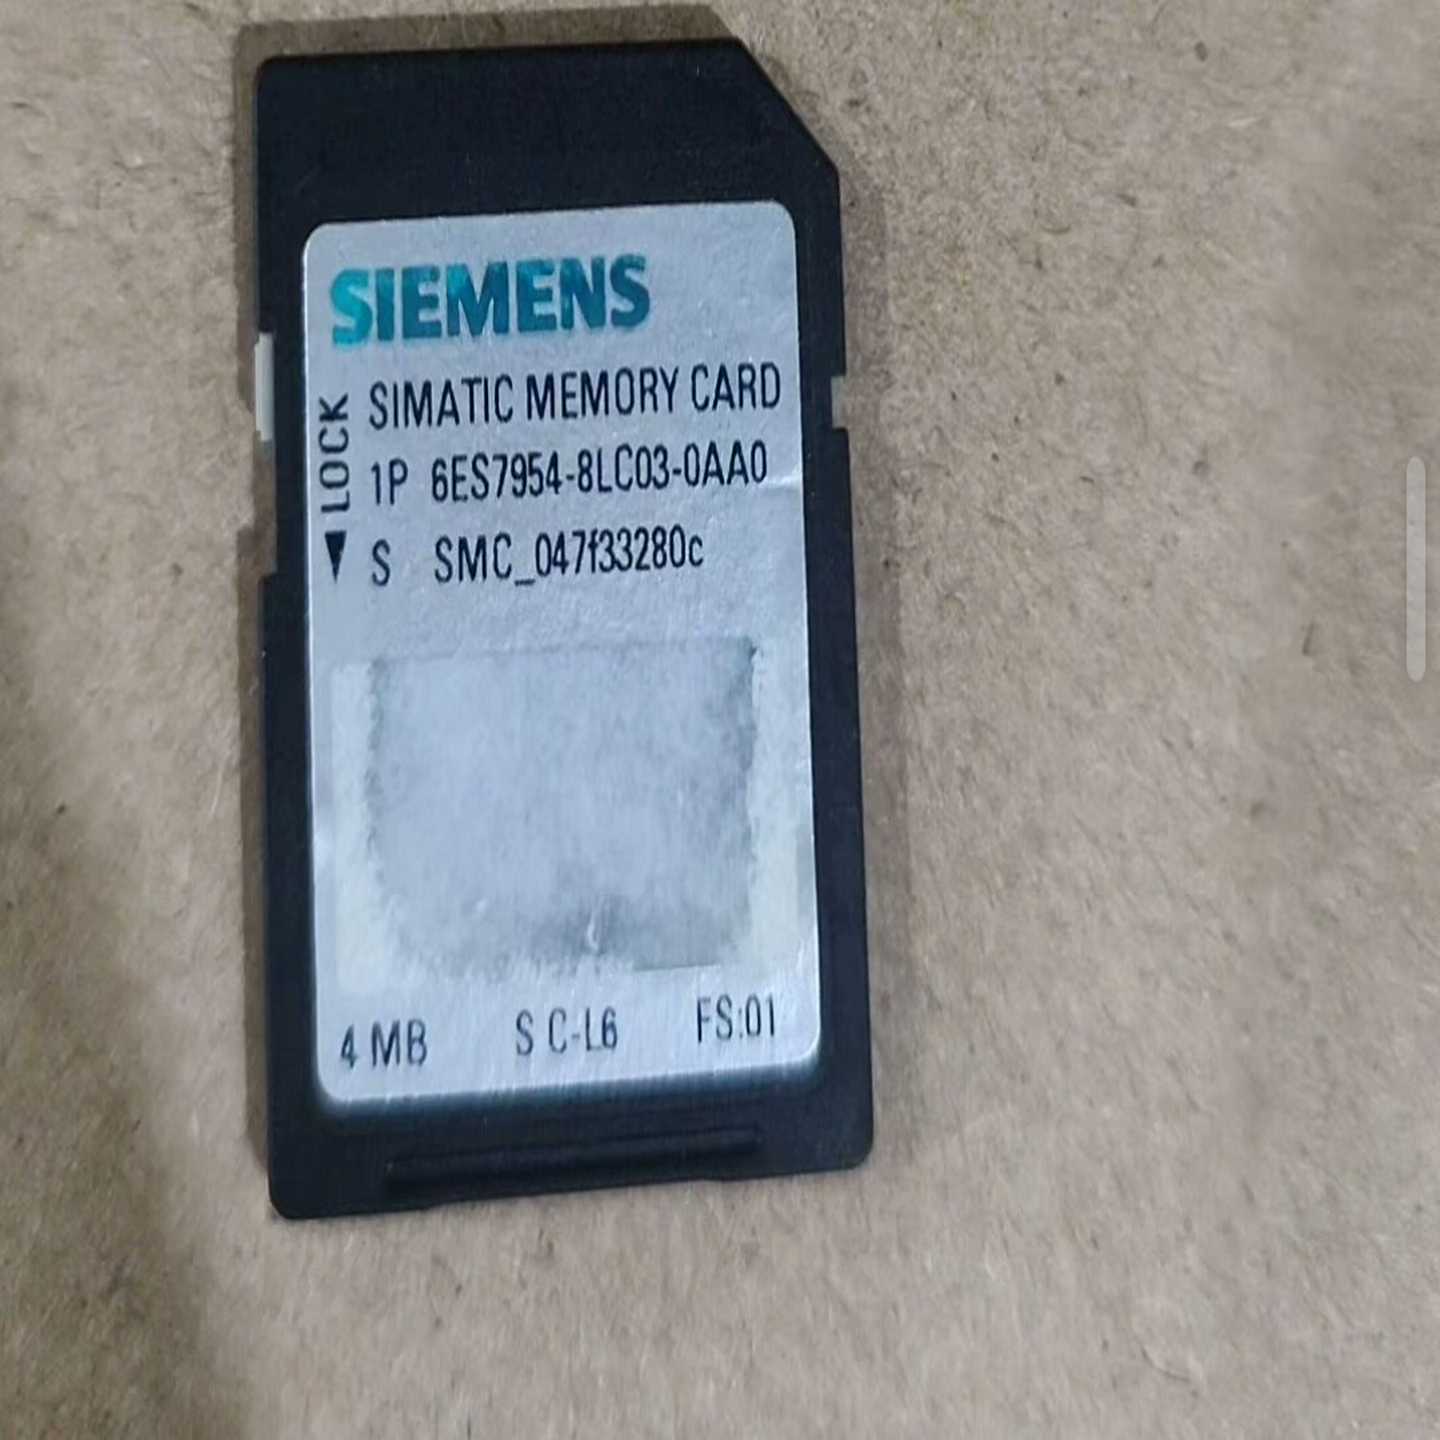 SIEMENS
SIMATIC MEMORY CARD
1P 6ES7954-8LC03-0AA0
S SMC_047f33280c
◀ LOCK
4 MB S C-L6 FS:01